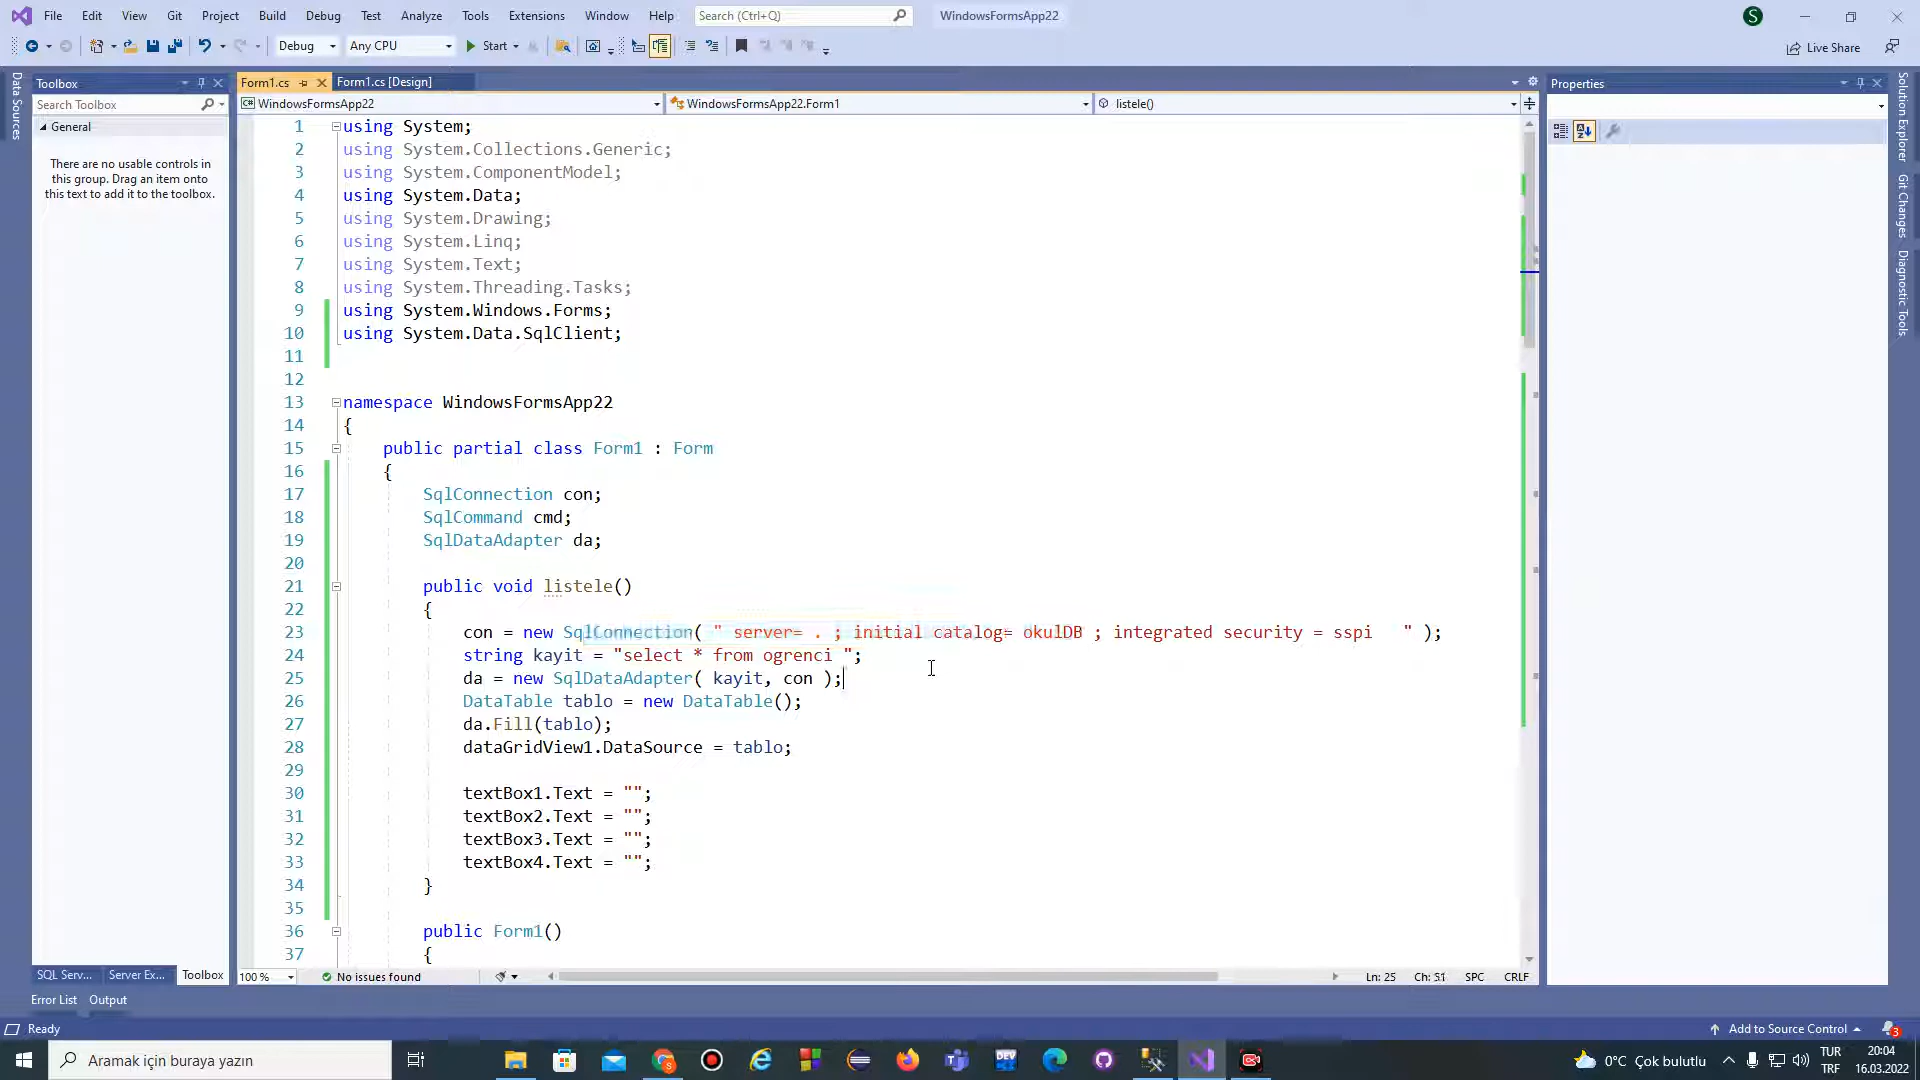 File Edit View Git Project Build Debug Test Analyze Tools Extensions Window Help Search (Ctrl+Q) WindowsFormsApp22 S
Debug Any CPU Start Live Share
Data Sources
Toolbox
Search Toolbox
General
There are no usable controls in
this group. Drag an item onto
this text to add it to the toolbox.
Form1.cs Form1.cs [Design]
WindowsFormsApp22 WindowsFormsApp22.Form1 listele()
1 using System;
2 using System.Collections.Generic;
3 using System.ComponentModel;
4 using System.Data;
5 using System.Drawing;
6 using System.Linq;
7 using System.Text;
8 using System.Threading.Tasks;
9 using System.Windows.Forms;
10 using System.Data.SqlClient;
11
12
13 namespace WindowsFormsApp22
14 {
15 public partial class Form1 : Form
16 {
17 SqlConnection con;
18 SqlCommand cmd;
19 SqlDataAdapter da;
20
21 public void listele()
22 {
23 con = new SqlConnection( " server= . ; initial catalog= okulDB ; integrated security = sspi " );
24 string kayit = "select * from ogrenci ";
25 da = new SqlDataAdapter( kayit, con );
26 DataTable tablo = new DataTable();
27 da.Fill(tablo);
28 dataGridView1.DataSource = tablo;
29
30 textBox1.Text = "";
31 textBox2.Text = "";
32 textBox3.Text = "";
33 textBox4.Text = "";
34 }
35
36 public Form1()
37 {
Properties
Solution Explorer
Git Changes
Diagnostic Tools
SQL Serv... Server Ex... Toolbox
100 % No issues found Ln: 25 Ch: 31 SPC CRLF
Error List Output
Ready Add to Source Control 3
Aramak için buraya yazın
DEV
0°C Çok bulutlu
TUR
TRF
20:04
16.03.2022